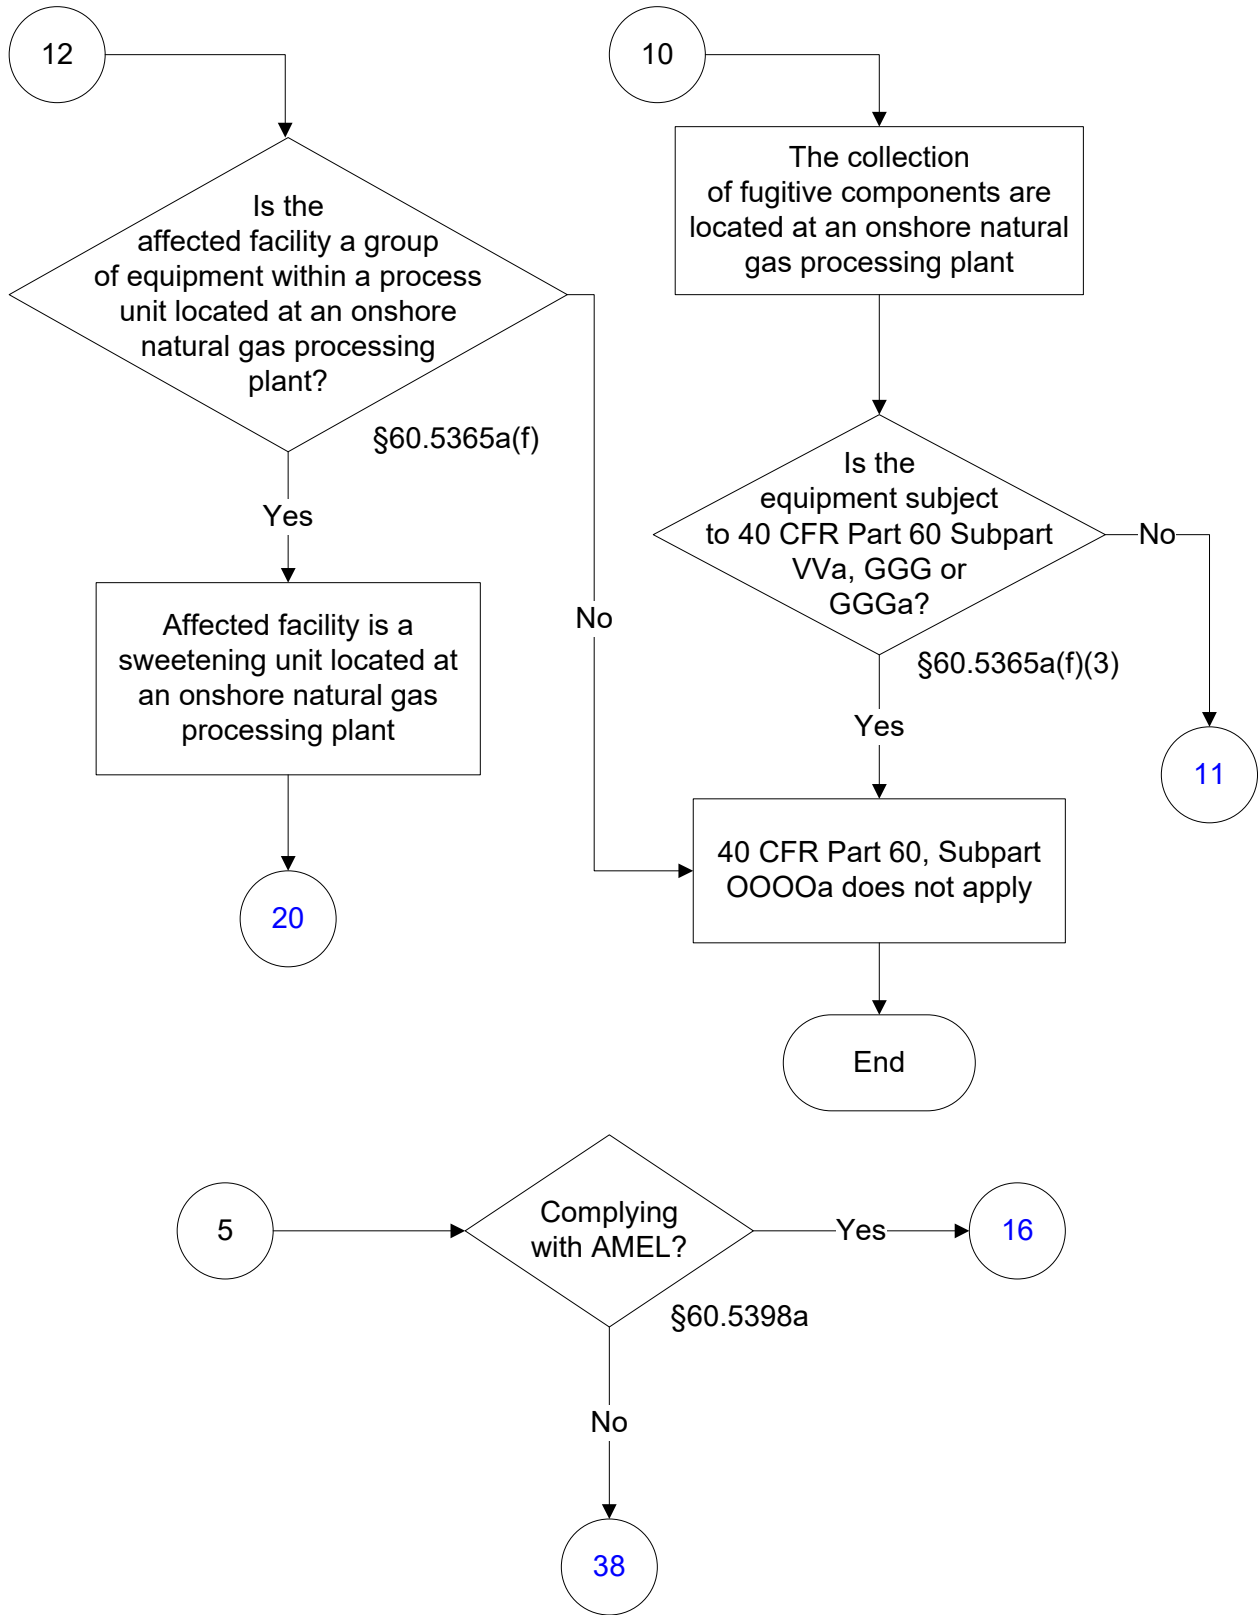 12
Is the
affected facility a group
of equipment within a process
unit located at an onshore
natural gas processing
plant?
§60.5365a(f)
Yes
No
Affected facility is a
sweetening unit located at
an onshore natural gas
processing plant
20
10
The collection
of fugitive components are
located at an onshore natural
gas processing plant
Is the
equipment subject
to 40 CFR Part 60 Subpart
VVa, GGG or
GGGa?
§60.5365a(f)(3)
No
11
Yes
40 CFR Part 60, Subpart
OOOOa does not apply
End
5
Complying
with AMEL?
§60.5398a
Yes
16
No
38